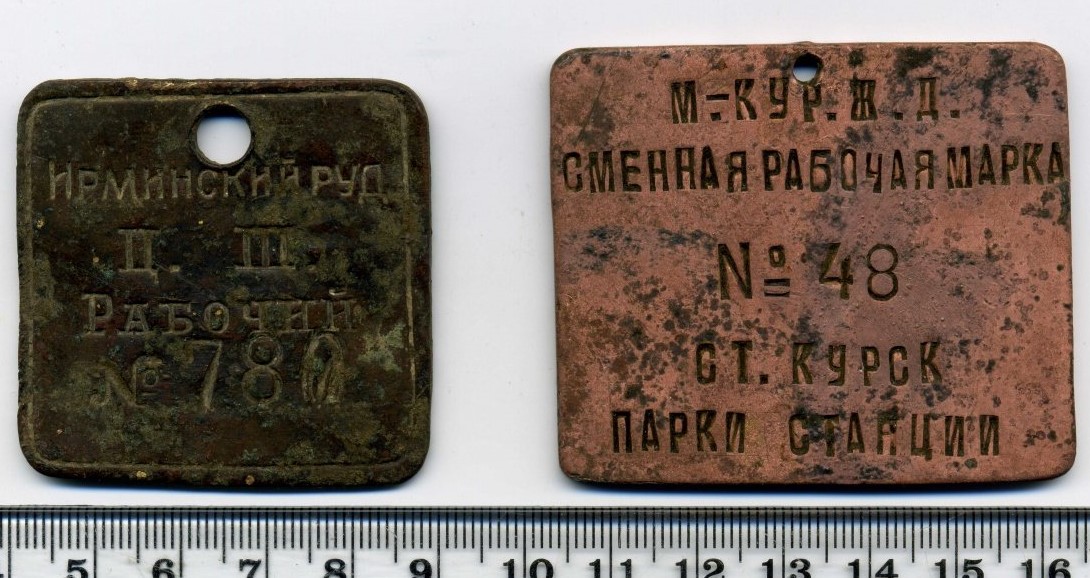 ИРМИНСКИЙ РУД
Ц. Ш.
РАБОЧИЙ
№ 780
М-КУР.Ж.Д.
СМЕННАЯ РАБОЧАЯ МАРКА
№ 48
СТ. КУРСК
ПАРКИ СТАНЦИИ
5 6 7 8 9 10 11 12 13 14 15 16